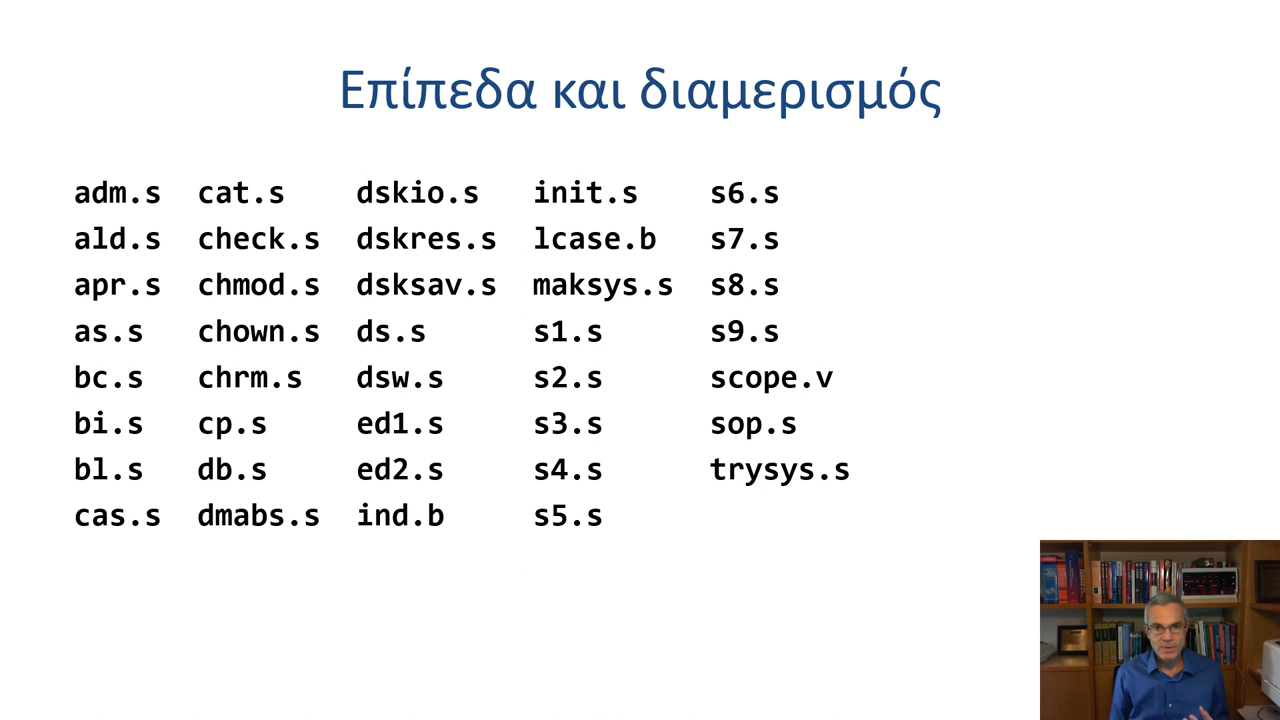 Επίπεδα και διαμερισμός
adm.s cat.s dskio.s init.s s6.s
ald.s check.s dskres.s lcase.b s7.s
apr.s chmod.s dsksav.s maksys.s s8.s
as.s chown.s ds.s s1.s s9.s
bc.s chrm.s dsw.s s2.s scope.v
bi.s cp.s ed1.s s3.s sop.s
bl.s db.s ed2.s s4.s trysys.s
cas.s dmabs.s ind.b s5.s